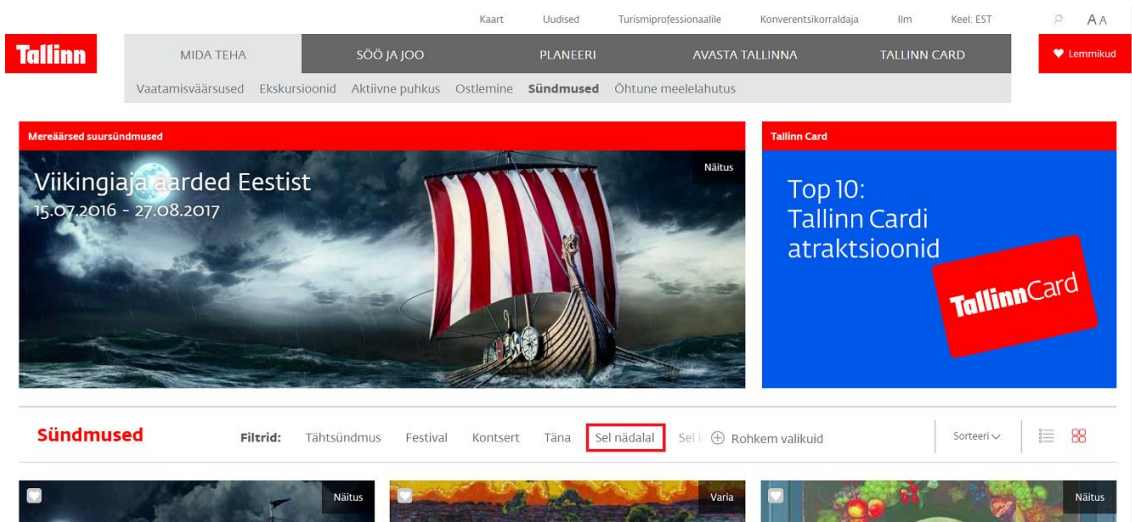 Kaart Uudised Turismiprofessionaalile Konverentsikorraldaja Ilm Keel: EST A A
Tallinn MIDA TEHA SÖÖ JA JOO PLANEERI AVASTA TALLINNA TALLINN CARD Lemmikud
Vaatamisväärsused Ekskursioonid Aktiivne puhkus Ostlemine Sündmused Õhtune meelelahutus
Mereäärsed suursündmused
Näitus
Viikingiaja aarded Eestist
15.07.2016 - 27.08.2017
Tallinn Card
Top 10:
Tallinn Cardi
atraktsioonid
TallinnCard
Sündmused Filtrid: Tähtsündmus Festival Kontsert Täna Sel nädalal Sel Rohkem valikuid Sorteeri
Näitus Varia Näitus